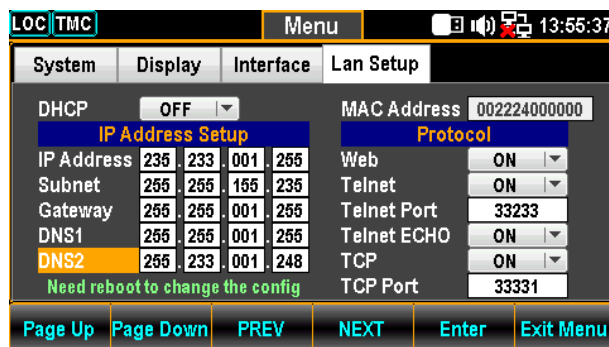 LOC TMC Menu 13:55:37
System Display Interface Lan Setup
DHCP OFF
IP Address Setup
IP Address 235 . 233 . 001 . 255
Subnet 255 . 255 . 155 . 235
Gateway 255 . 255 . 001 . 255
DNS1 255 . 255 . 001 . 255
DNS2 255 . 233 . 001 . 248
Need reboot to change the config
MAC Address 002224000000
Protocol
Web ON
Telnet ON
Telnet Port 33233
Telnet ECHO ON
TCP ON
TCP Port 33331
Page Up Page Down PREV NEXT Enter Exit Menu